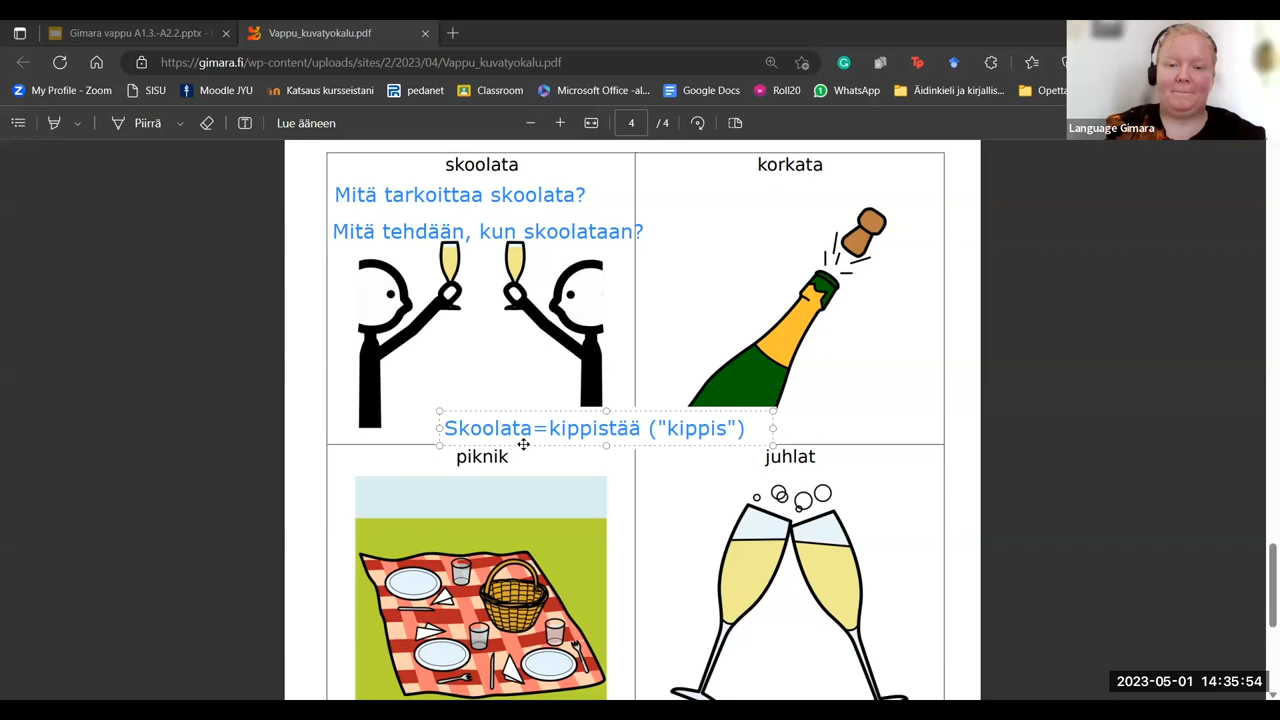 Gimara vappu A1.3.-A2.2.pptx -
Vappu_kuvatyokalu.pdf
https://gimara.fi/wp-content/uploads/sites/2/2023/04/Vappu_kuvatyokalu.pdf
My Profile - Zoom
SISU
Moodle JYU
Katsaus kursseistani
pedanet
Classroom
Microsoft Office -al...
Google Docs
Roll20
WhatsApp
Äidinkieli ja kirjallis...
Opetta
Piirrä
Lue ääneen
4 / 4
Language Gimara
skoolata
korkata
Mitä tarkoittaa skoolata?
Mitä tehdään, kun skoolataan?
Skoolata=kippistää ("kippis")
piknik
juhlat
2023-05-01 14:35:54